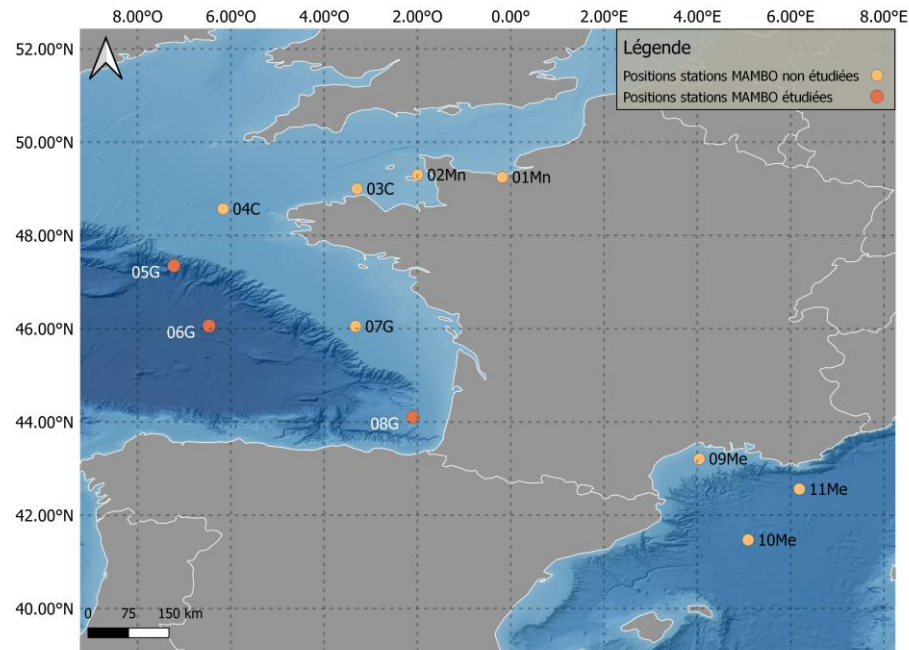 8.00°O 6.00°O 4.00°O 2.00°O 0.00° 2.00°E 4.00°E 6.00°E 8.00°E
52.00°N
Légende
Positions stations MAMBO non étudiées
Positions stations MAMBO étudiées
50.00°N
02Mn
01Mn
03C
04C
48.00°N
05G
06G
07G
46.00°N
08G
44.00°N
09Me
11Me
42.00°N
10Me
40.00°N
0 75 150 km